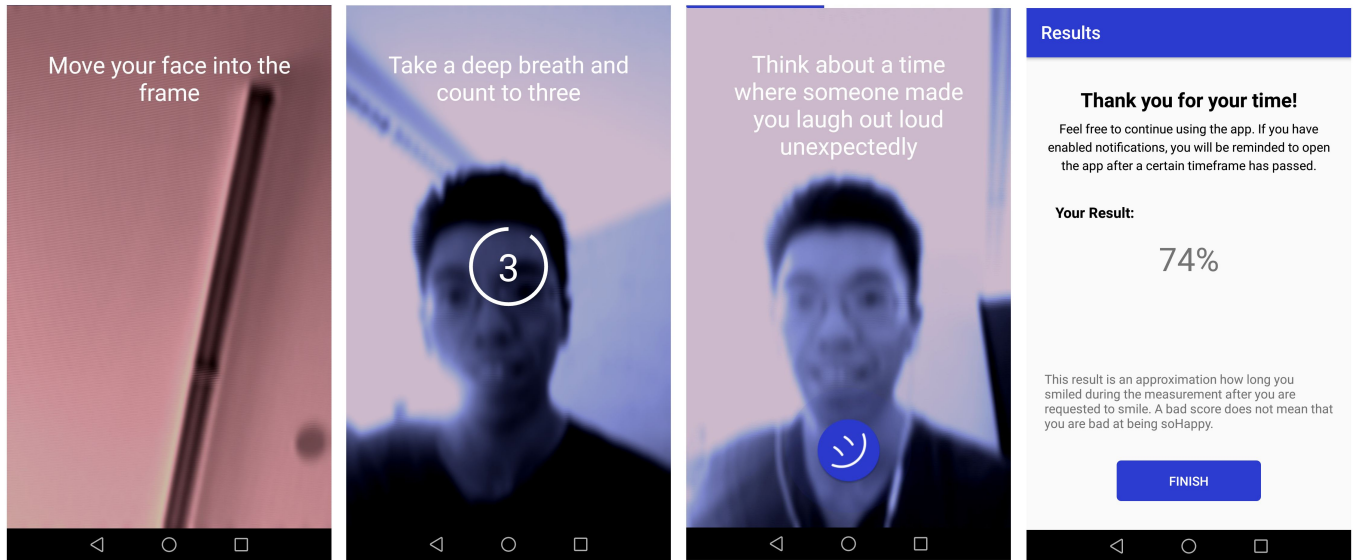 Move your face into the
frame
Take a deep breath and
count to three
3
Think about a time
where someone made
you laugh out loud
unexpectedly
Results
Thank you for your time!
Feel free to continue using the app. If you have
enabled notifications, you will be reminded to open
the app after a certain timeframe has passed.
Your Result:
74%
This result is an approximation how long you
smiled during the measurement after you are
requested to smile. A bad score does not mean that
you are bad at being soHappy.
FINISH